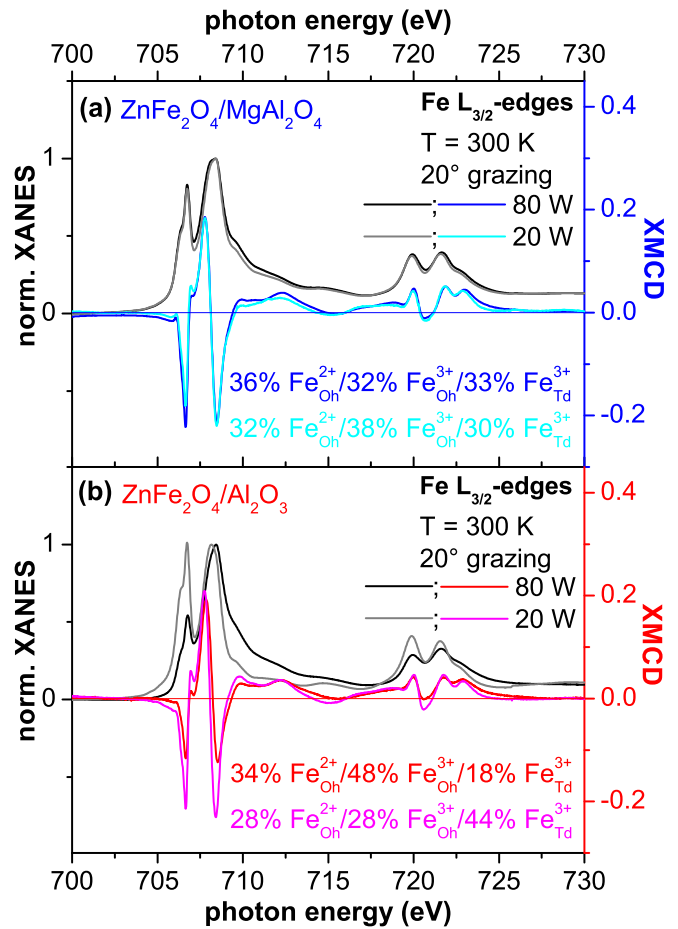 photon energy (eV)
700 705 710 715 720 725 730
(a) ZnFe₂O₄/MgAl₂O₄
Fe L₃/₂-edges
T = 300 K
20° grazing
; 80 W
; 20 W
norm. XANES
1
0
XMCD
0.4
0.2
0.0
-0.2
36% Fe²⁺Oh/32% Fe³⁺Oh/33% Fe³⁺Td
32% Fe²⁺Oh/38% Fe³⁺Oh/30% Fe³⁺Td
(b) ZnFe₂O₄/Al₂O₃
Fe L₃/₂-edges
T = 300 K
20° grazing
; 80 W
; 20 W
norm. XANES
1
0
XMCD
0.4
0.2
0.0
-0.2
34% Fe²⁺Oh/48% Fe³⁺Oh/18% Fe³⁺Td
28% Fe²⁺Oh/28% Fe³⁺Oh/44% Fe³⁺Td
700 705 710 715 720 725 730
photon energy (eV)